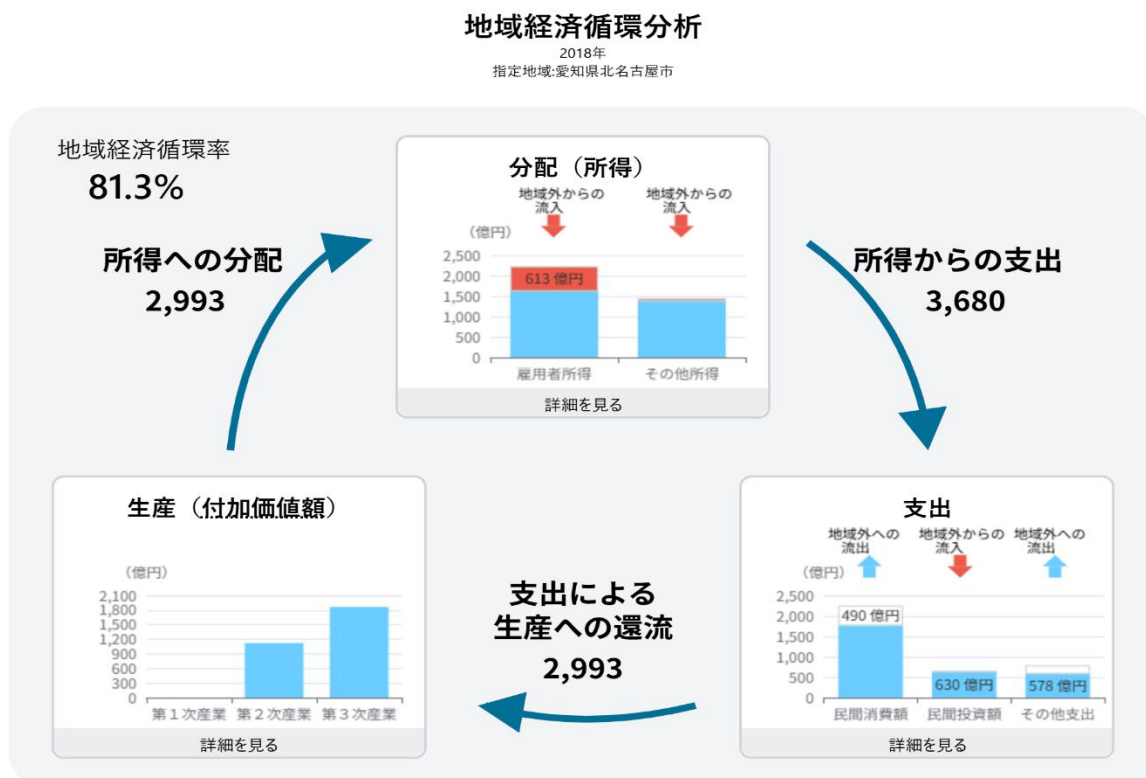 地域経済循環分析
2018年
指定地域:愛知県北名古屋市
地域経済循環率
81.3%
所得への分配
2,993
分配（所得）
地域外からの
流入
地域外からの
流入
（億円）
2,500
2,000
1,500
1,000
500
0
613 億円
雇用者所得
その他所得
詳細を見る
所得からの支出
3,680
生産（付加価値額）
（億円）
2,100
1,800
1,500
1,200
900
600
300
0
第１次産業
第２次産業
第３次産業
詳細を見る
支出による
生産への還流
2,993
支出
地域外への
流出
地域外からの
流入
地域外への
流出
（億円）
2,500
2,000
1,500
1,000
500
0
490 億円
630 億円
578 億円
民間消費額
民間投資額
その他支出
詳細を見る